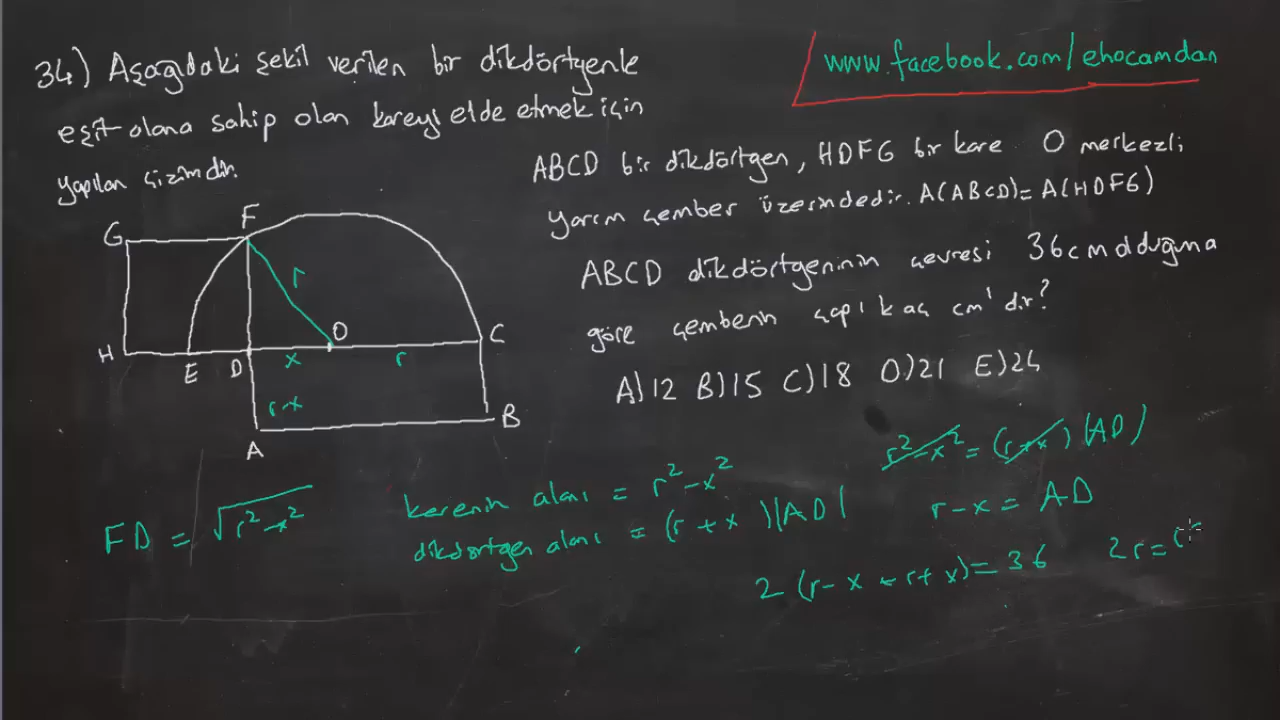 34) Aşağıdaki şekil verilen bir dikdörtgenle
eşit alana sahip olan kareyi elde etmek için
yapılan çizimdir.
www.facebook.com/ehocamdan
ABCD bir dikdörtgen, HDFG bir kare O merkezli
yarım çember üzerindedir. A(ABCD)=A(HDFG)
ABCD dikdörtgeninin çevresi 36cm olduğuna
göre çemberin çapı kaç cm'dir?
A)12 B)15 C)18 D)21 E)24
G F
r
H E D x O r C
r-x
A B
FD = √r²-x²
karenin alanı = r²-x²
dikdörtgen alanı = (r+x)|AD|
r²-x² = (r+x)|AD|
r-x = AD
2(r-x+r+x)=36 2r=